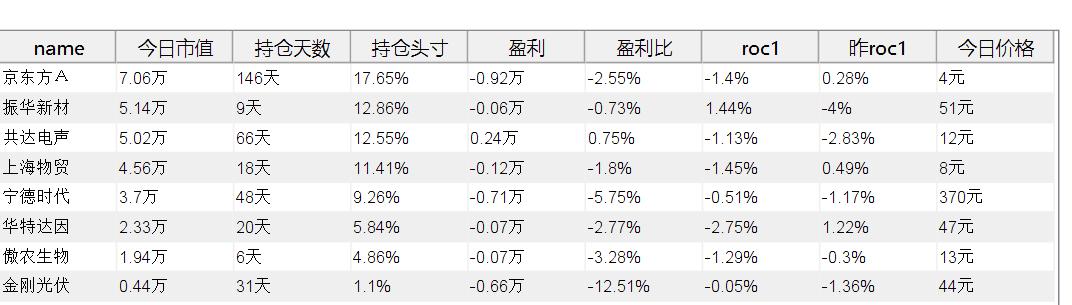 name 今日市值 持仓天数 持仓头寸 盈利 盈利比 roc1 昨roc1 今日价格
京东方Ａ 7.06万 146天 17.65% -0.92万 -2.55% -1.4% 0.28% 4元
振华新材 5.14万 9天 12.86% -0.06万 -0.73% 1.44% -4% 51元
共达电声 5.02万 66天 12.55% 0.24万 0.75% -1.13% -2.83% 12元
上海物贸 4.56万 18天 11.41% -0.12万 -1.8% -1.45% 0.49% 8元
宁德时代 3.7万 48天 9.26% -0.71万 -5.75% -0.51% -1.17% 370元
华特达因 2.33万 20天 5.84% -0.07万 -2.77% -2.75% 1.22% 47元
傲农生物 1.94万 6天 4.86% -0.07万 -3.28% -1.29% -0.3% 13元
金刚光伏 0.44万 31天 1.1% -0.66万 -12.51% -0.05% -1.36% 44元